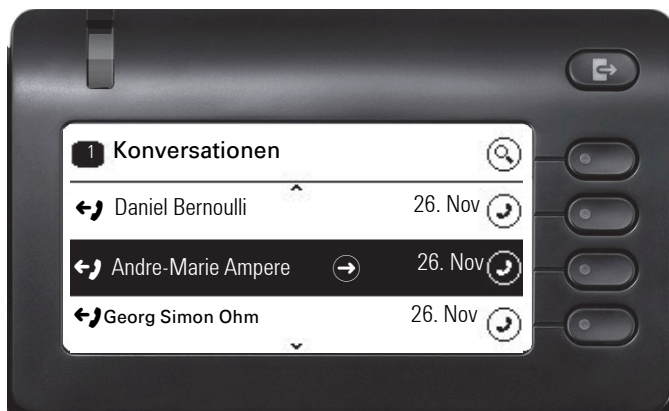 1 Konversationen
Daniel Bernoulli 26. Nov
Andre-Marie Ampere 26. Nov
Georg Simon Ohm 26. Nov